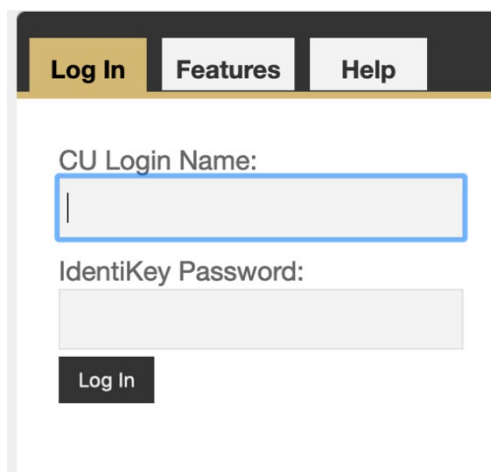 Log In Features Help
CU Login Name:
IdentiKey Password:
Log In